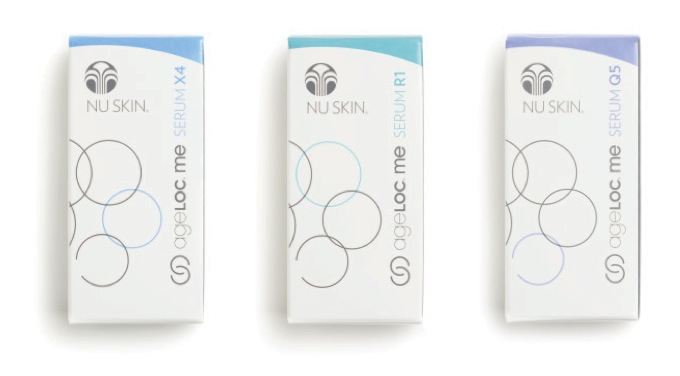 NU SKIN.
ageLOC me SERUM X4
NU SKIN.
ageLOC me SERUM R1
NU SKIN.
ageLOC me SERUM Q5